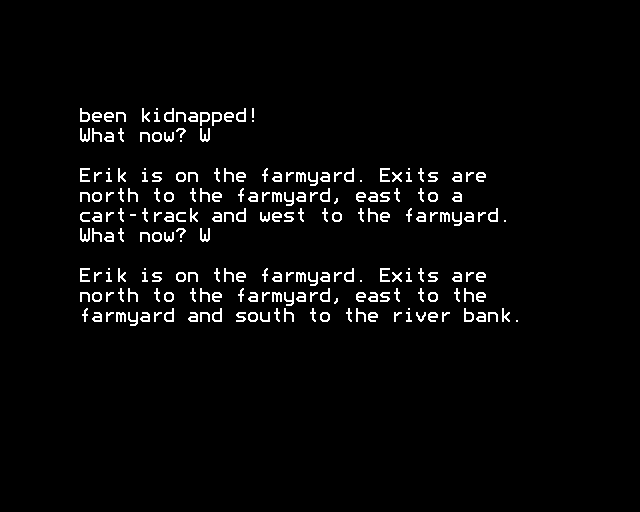 been kidnapped!
What now? W
Erik is on the farmyard. Exits are
north to the farmyard, east to a
cart-track and west to the farmyard.
What now? W
Erik is on the farmyard. Exits are
north to the farmyard, east to the
farmyard and south to the river bank.